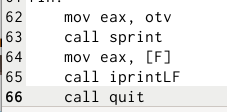 62 mov eax, otv
63 call sprint
64 mov eax, [F]
65 call iprintLF
66 call quit